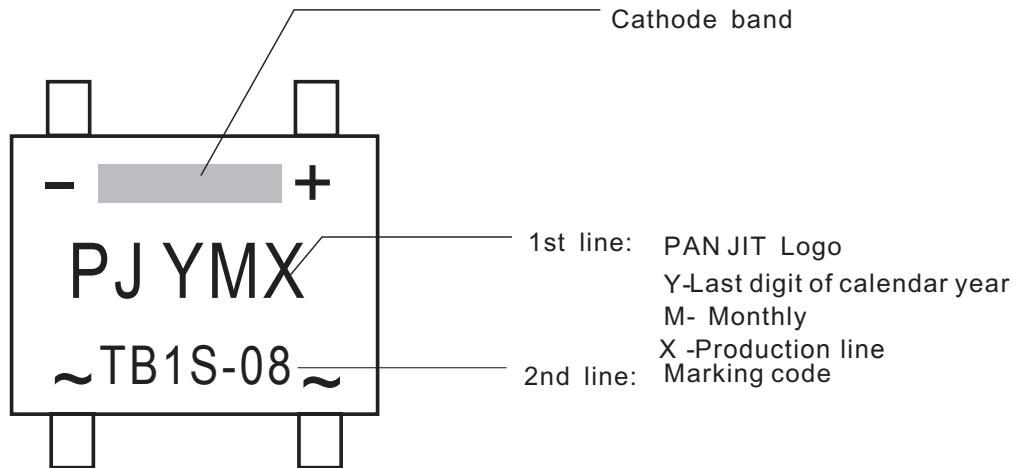 Cathode band
- +
PJ YMX
1st line: PAN JIT Logo
Y-Last digit of calendar year
M- Monthly
X -Production line
~TB1S-08~
2nd line: Marking code